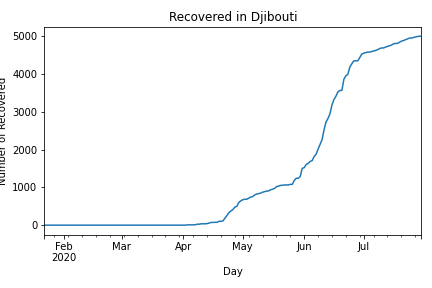 Recovered in Djibouti
Number of Recovered
5000
4000
3000
2000
1000
0
Feb Mar Apr May Jun Jul
2020
Day